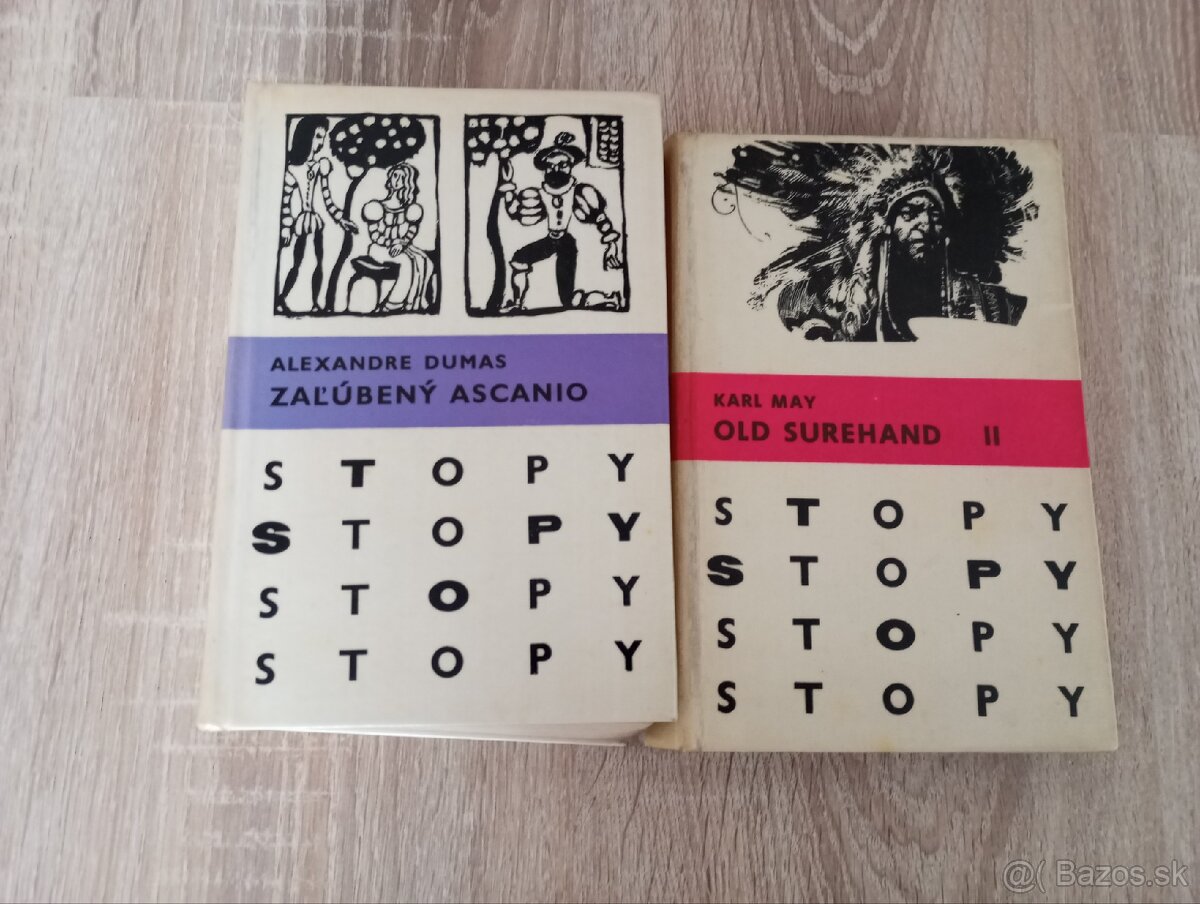 ALEXANDRE DUMAS
ZAĽÚBENÝ ASCANIO
S T O P Y
S T O P Y
S T O P Y
S T O P Y
KARL MAY
OLD SUREHAND II
S T O P Y
S T O P Y
S T O P Y
S T O P Y
@( Bazos.sk